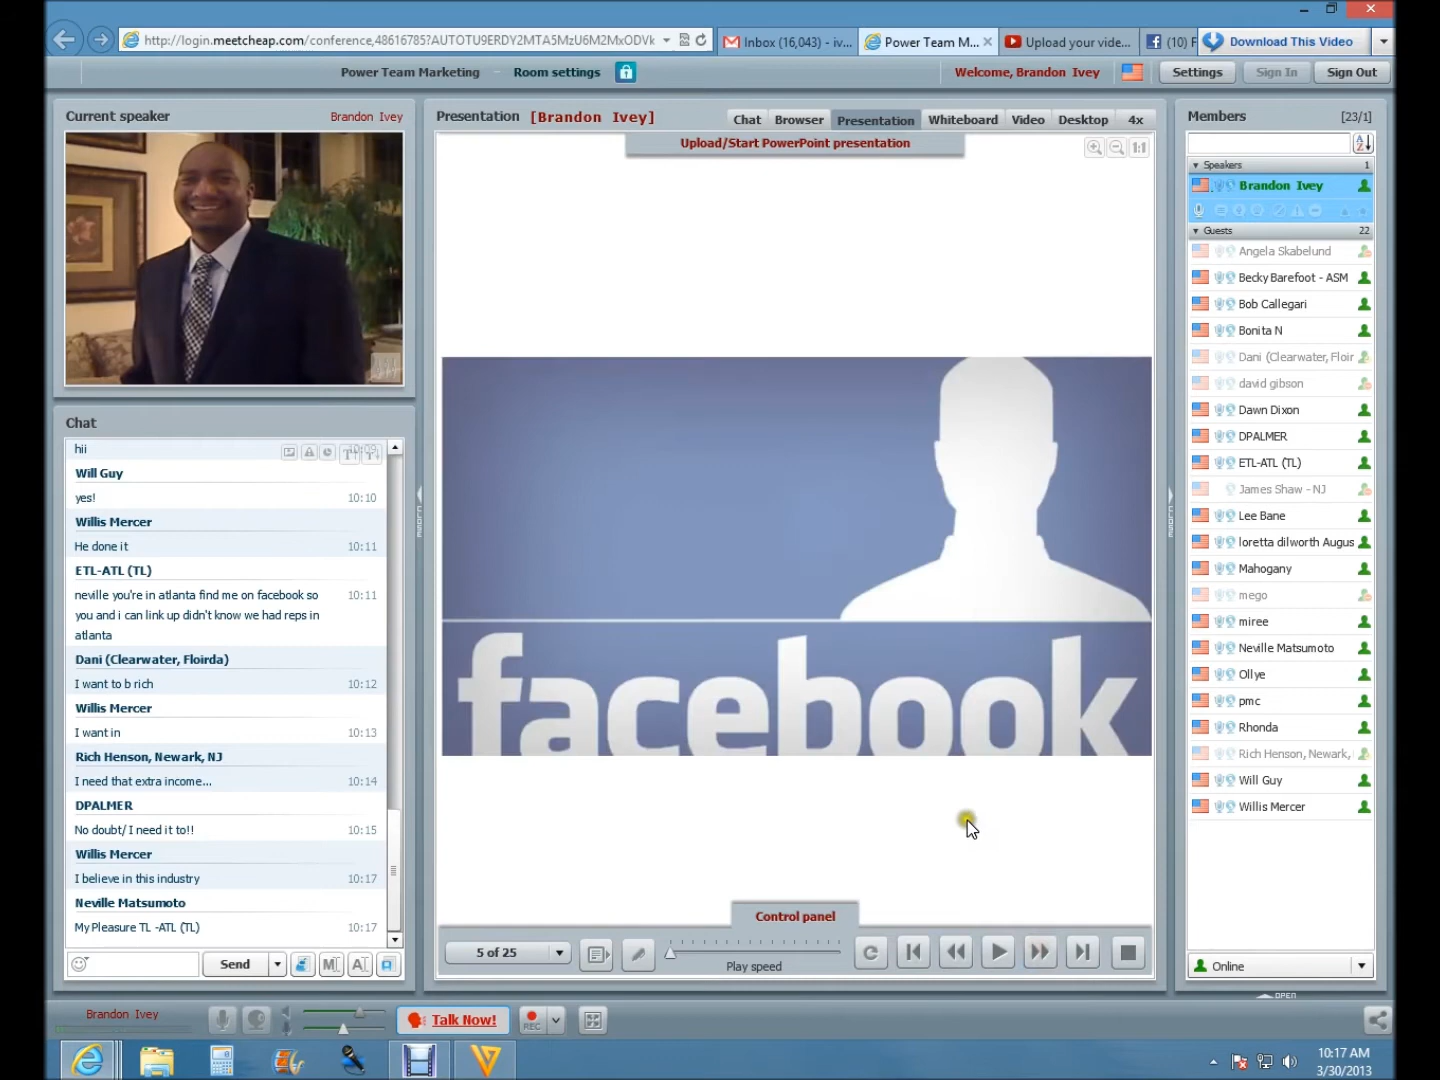 http://login.meetcheap.com/conference,48616785?AUTOTU9ERDY2MTA5MzU6M2MxODVk
Inbox (16,043) - iv...
Power Team M...
Upload your vide...
(10) F
Download This Video
Power Team Marketing
Room settings
Welcome, Brandon Ivey
Settings
Sign In
Sign Out
Current speaker
Brandon Ivey
Chat
hii
10:09
Will Guy
yes!
10:10
Willis Mercer
He done it
10:11
ETL-ATL (TL)
neville you're in atlanta find me on facebook so
10:11
you and i can link up didn't know we had reps in
atlanta
Dani (Clearwater, Floirda)
I want to b rich
10:12
Willis Mercer
I want in
10:13
Rich Henson, Newark, NJ
I need that extra income...
10:14
DPALMER
No doubt/ I need it to!!
10:15
Willis Mercer
I believe in this industry
10:17
Neville Matsumoto
My Pleasure TL -ATL (TL)
10:17
Send
Presentation [Brandon Ivey]
Chat
Browser
Presentation
Whiteboard
Video
Desktop
4x
Upload/Start PowerPoint presentation
1:1
facebook
Control panel
5 of 25
Play speed
Members
[23/1]
Speakers
1
Brandon Ivey
Guests
22
Angela Skabelund
Becky Barefoot - ASM
Bob Callegari
Bonita N
Dani (Clearwater, Floir
david gibson
Dawn Dixon
DPALMER
ETL-ATL (TL)
James Shaw - NJ
Lee Bane
loretta dilworth Augus
Mahogany
mego
miree
Neville Matsumoto
Ollye
pmc
Rhonda
Rich Henson, Newark,
Will Guy
Willis Mercer
Online
OPEN
Brandon Ivey
Talk Now!
REC
10:17 AM
3/30/2013